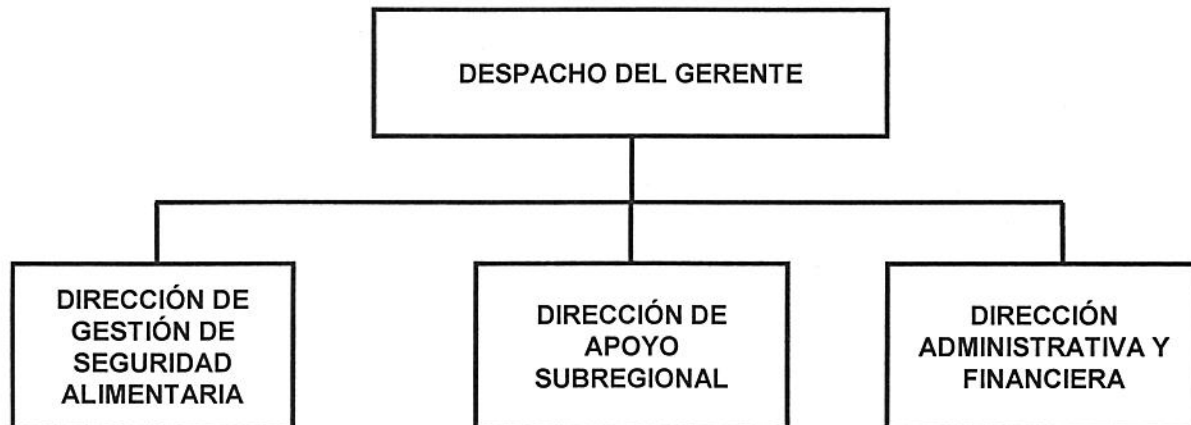 DESPACHO DEL GERENTE
DIRECCIÓN DE
GESTIÓN DE
SEGURIDAD
ALIMENTARIA
DIRECCIÓN DE
APOYO
SUBREGIONAL
DIRECCIÓN
ADMINISTRATIVA Y
FINANCIERA